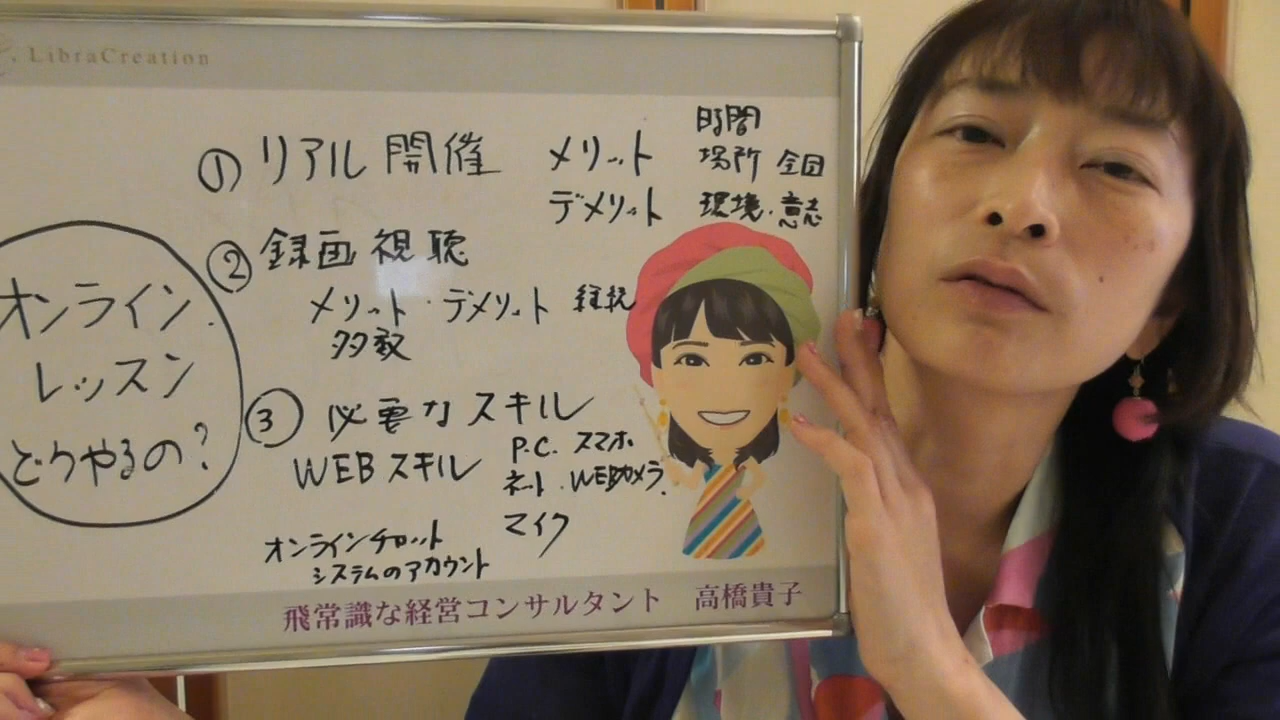 LibraCreation
オンライン
レッスン
どうやるの?
① リアル開催 メリット 時間
場所 全国
デメリット 環境・意志
② 録画視聴
メリット・デメリット 継続
多数
③ 必要なスキル
WEBスキル P.C. スマホ
ネット・WEBカメラ
マイク
オンラインチャット
システムのアカウント
飛常識な経営コンサルタント 高橋貴子